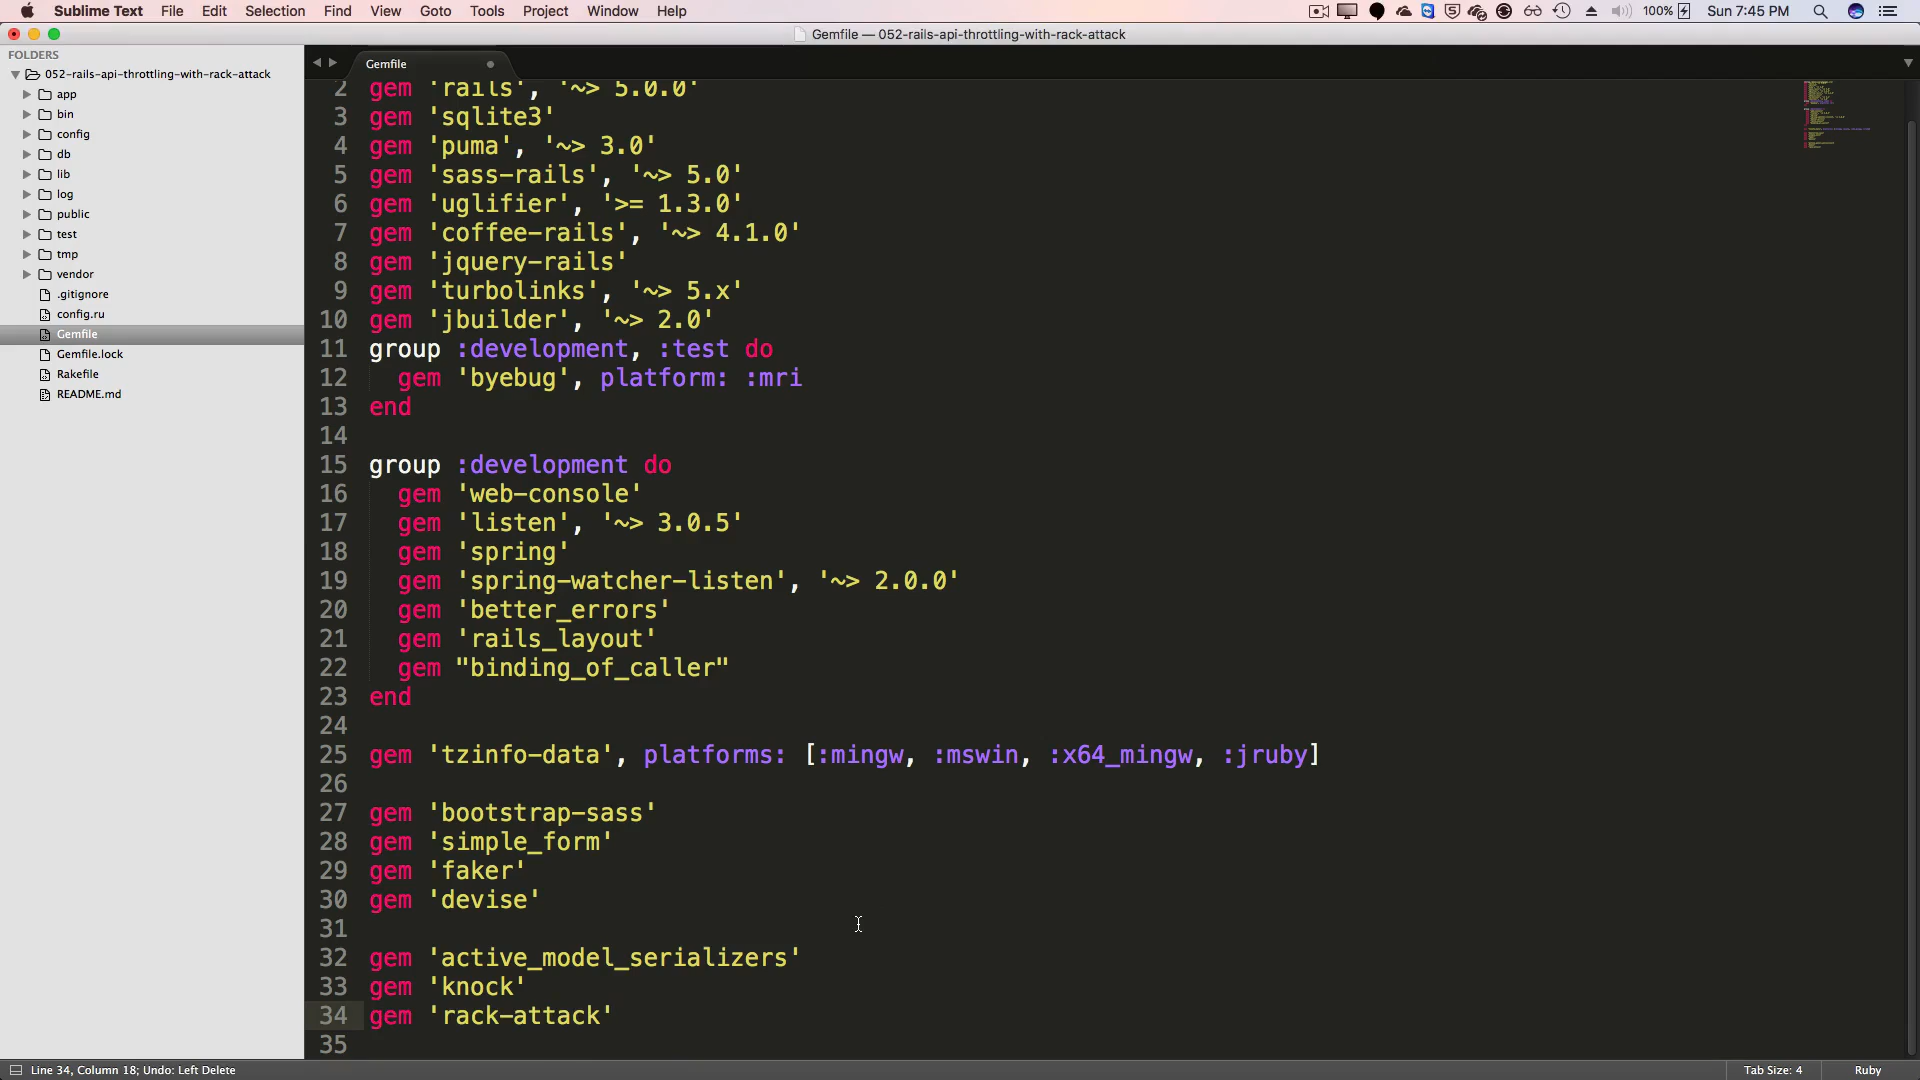 Sublime Text File Edit Selection Find View Goto Tools Project Window Help 100% Sun 7:45 PM
Gemfile — 052-rails-api-throttling-with-rack-attack
FOLDERS
052-rails-api-throttling-with-rack-attack
app
bin
config
db
lib
log
public
test
tmp
vendor
.gitignore
config.ru
Gemfile
Gemfile.lock
Rakefile
README.md
Gemfile
2 gem 'rails', '~> 5.0.0'
3 gem 'sqlite3'
4 gem 'puma', '~> 3.0'
5 gem 'sass-rails', '~> 5.0'
6 gem 'uglifier', '>= 1.3.0'
7 gem 'coffee-rails', '~> 4.1.0'
8 gem 'jquery-rails'
9 gem 'turbolinks', '~> 5.x'
10 gem 'jbuilder', '~> 2.0'
11 group :development, :test do
12 gem 'byebug', platform: :mri
13 end
14
15 group :development do
16 gem 'web-console'
17 gem 'listen', '~> 3.0.5'
18 gem 'spring'
19 gem 'spring-watcher-listen', '~> 2.0.0'
20 gem 'better_errors'
21 gem 'rails_layout'
22 gem "binding_of_caller"
23 end
24
25 gem 'tzinfo-data', platforms: [:mingw, :mswin, :x64_mingw, :jruby]
26
27 gem 'bootstrap-sass'
28 gem 'simple_form'
29 gem 'faker'
30 gem 'devise'
31
32 gem 'active_model_serializers'
33 gem 'knock'
34 gem 'rack-attack'
35
Line 34, Column 18; Undo: Left Delete Tab Size: 4 Ruby